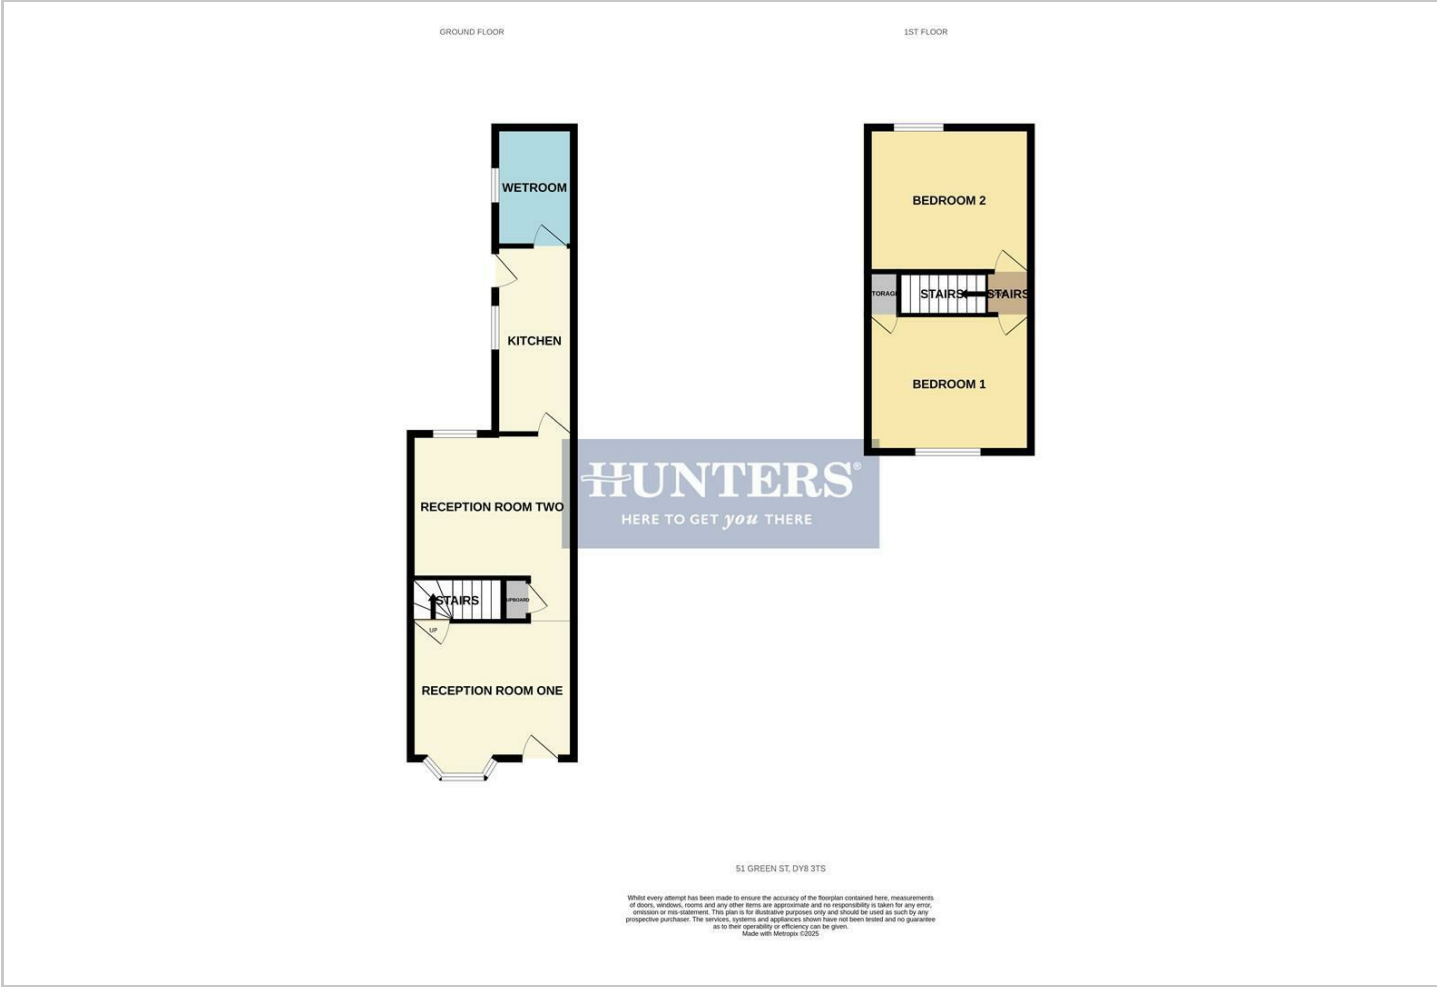 GROUND FLOOR
1ST FLOOR
WETROOM
BEDROOM 2
STAIRS
STAIRS
TORAG
KITCHEN
BEDROOM 1
HUNTERS®
HERE TO GET you THERE
RECEPTION ROOM TWO
STAIRS
UPBOARD
UP
RECEPTION ROOM ONE
51 GREEN ST, DY8 3TS
Whilst every attempt has been made to ensure the accuracy of the floorplan contained here, measurements
of doors, windows, rooms and any other items are approximate and no responsibility is taken for any error,
omission or mis-statement. This plan is for illustrative purposes only and should be used as such by any
prospective purchaser. The services, systems and appliances shown have not been tested and no guarantee
as to their operability or efficiency can be given.
Made with Metropix ©2025